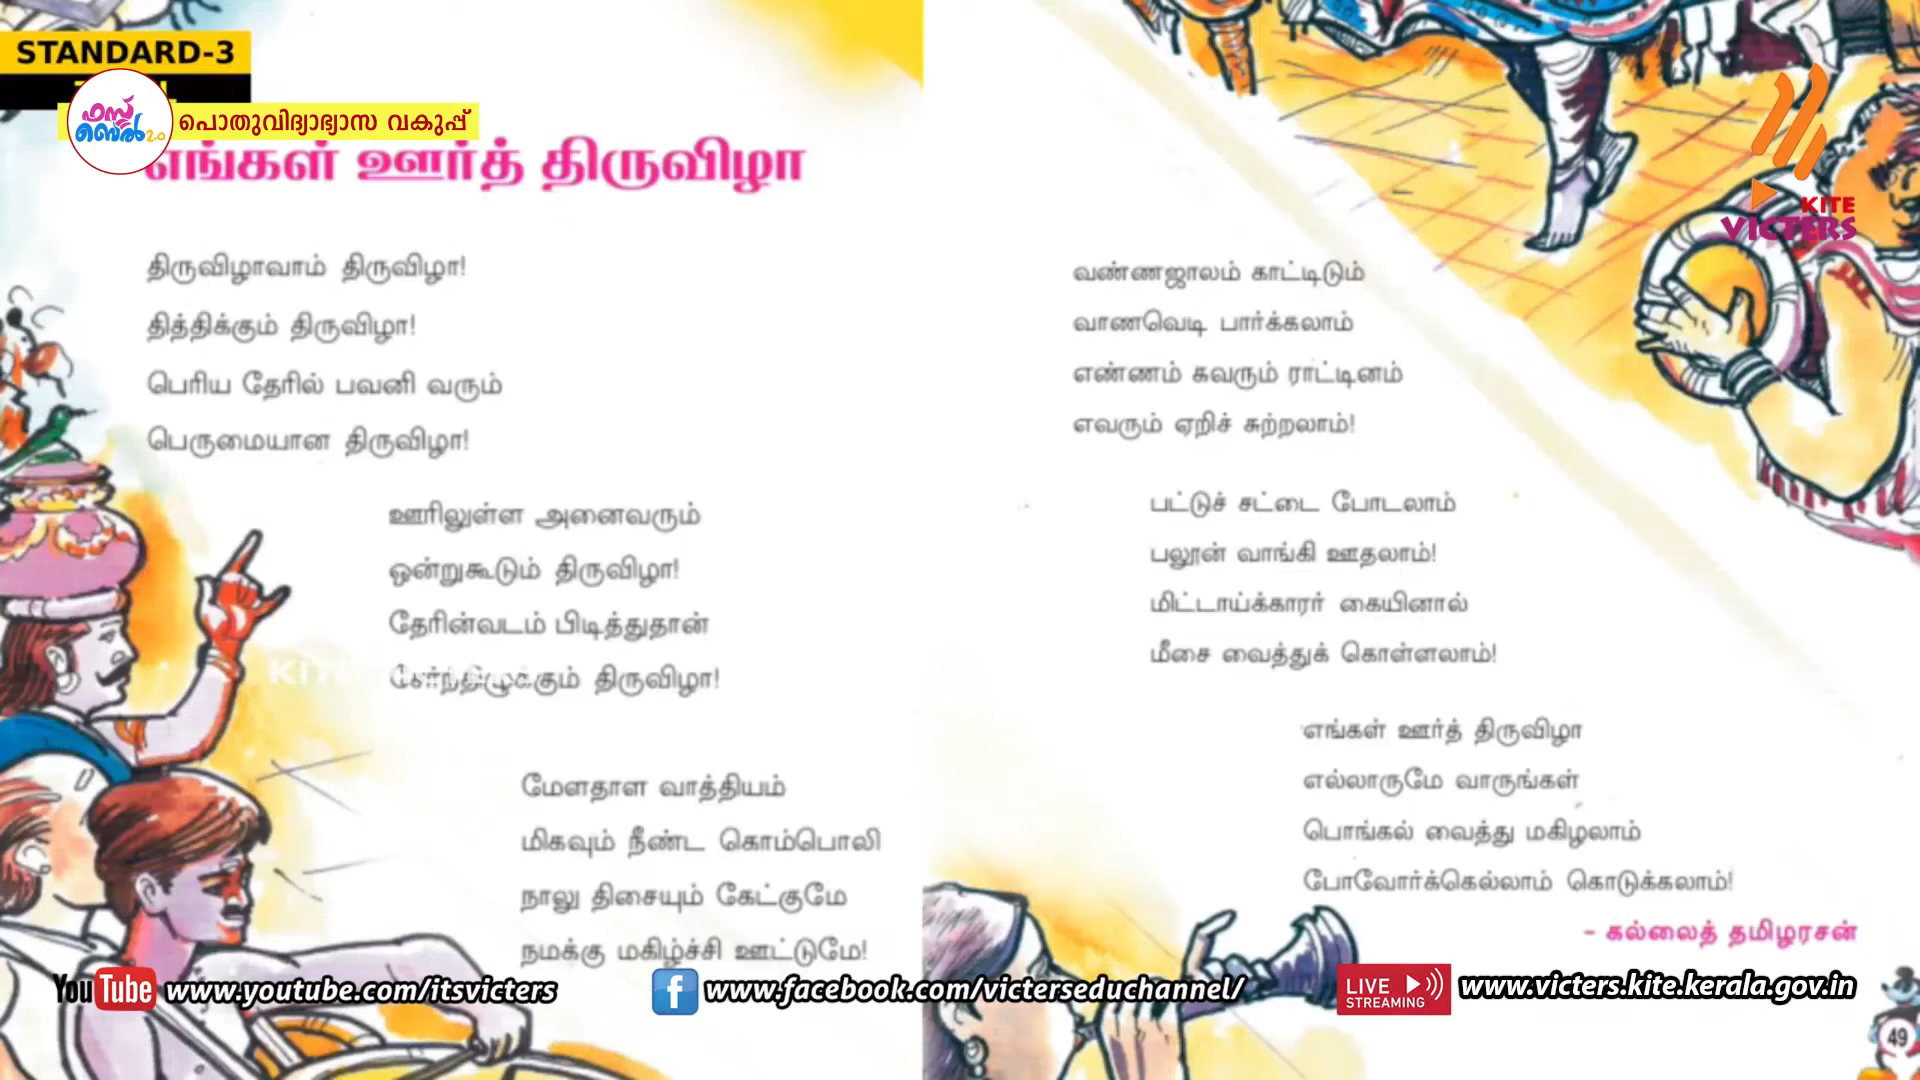 STANDARD-3
ഫസ്റ്റ്
ബെൽ 2.0
പൊതുവിദ്യാഭ്യാസ വകുപ്പ്
எங்கள் ஊர்த் திருவிழா
திருவிழாவாம் திருவிழா!
தித்திக்கும் திருவிழா!
பெரிய தேரில் பவனி வரும்
பெருமையான திருவிழா!
ஊரிலுள்ள அனைவரும்
ஒன்றுகூடும் திருவிழா!
தேரின்வடம் பிடித்துதான்
திருவிழா!
மேளதாள வாத்தியம்
மிகவும் நீண்ட கொம்பொலி
நாலு திசையும் கேட்குமே
நமக்கு மகிழ்ச்சி ஊட்டுமே!
KITE
VICTERS
வண்ணஜாலம் காட்டிடும்
வாணவெடி பார்க்கலாம்
எண்ணம் கவரும் ராட்டினம்
எவரும் ஏறிச் சுற்றலாம்!
பட்டுச் சட்டை போடலாம்
பலூன் வாங்கி ஊதலாம்!
மிட்டாய்க்காரர் கையினால்
மீசை வைத்துக் கொள்ளலாம்!
எங்கள் ஊர்த் திருவிழா
எல்லாருமே வாருங்கள்
பொங்கல் வைத்து மகிழலாம்
போவோர்க்கெல்லாம் கொடுக்கலாம்!
- கல்லைத் தமிழரசன்
YouTube www.youtube.com/itsvicters
f www.facebook.com/victerseduchannel/
LIVE STREAMING www.victers.kite.kerala.gov.in
49